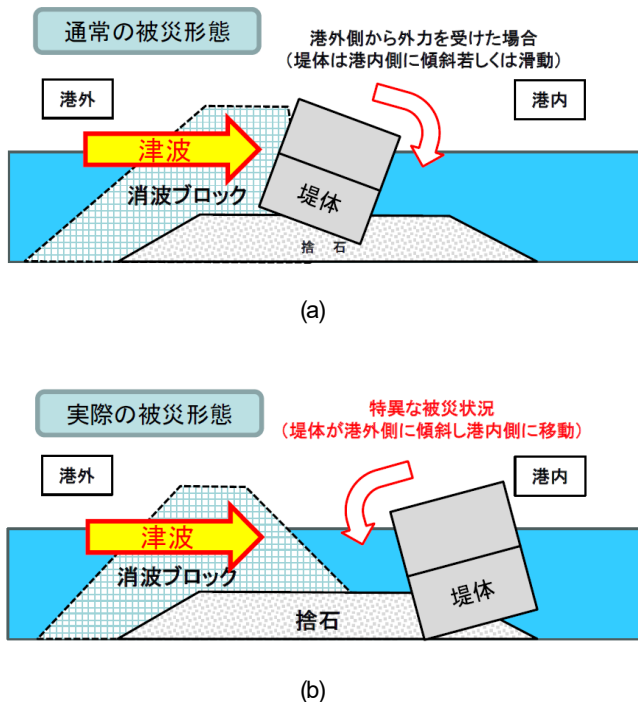 通常の被災形態
港外側から外力を受けた場合
(堤体は港内側に傾斜若しくは滑動)
港外
港内
津波
消波ブロック
堤体
捨 石
(a)
実際の被災形態
特異な被災状況
(堤体が港外側に傾斜し港内側に移動)
港外
港内
津波
消波ブロック
堤体
捨石
(b)